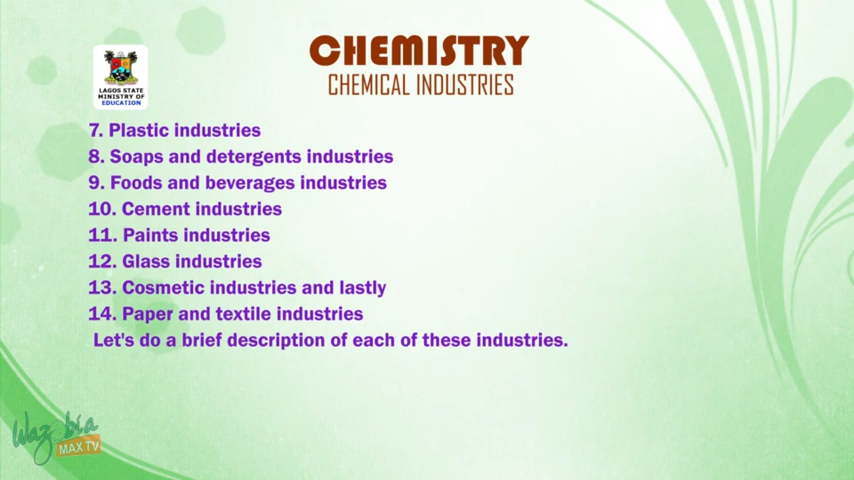 CHEMISTRY
CHEMICAL INDUSTRIES
LAGOS STATE
MINISTRY OF
EDUCATION
7. Plastic industries
8. Soaps and detergents industries
9. Foods and beverages industries
10. Cement industries
11. Paints industries
12. Glass industries
13. Cosmetic industries and lastly
14. Paper and textile industries
Let's do a brief description of each of these industries.
Wazobia
MAX TV